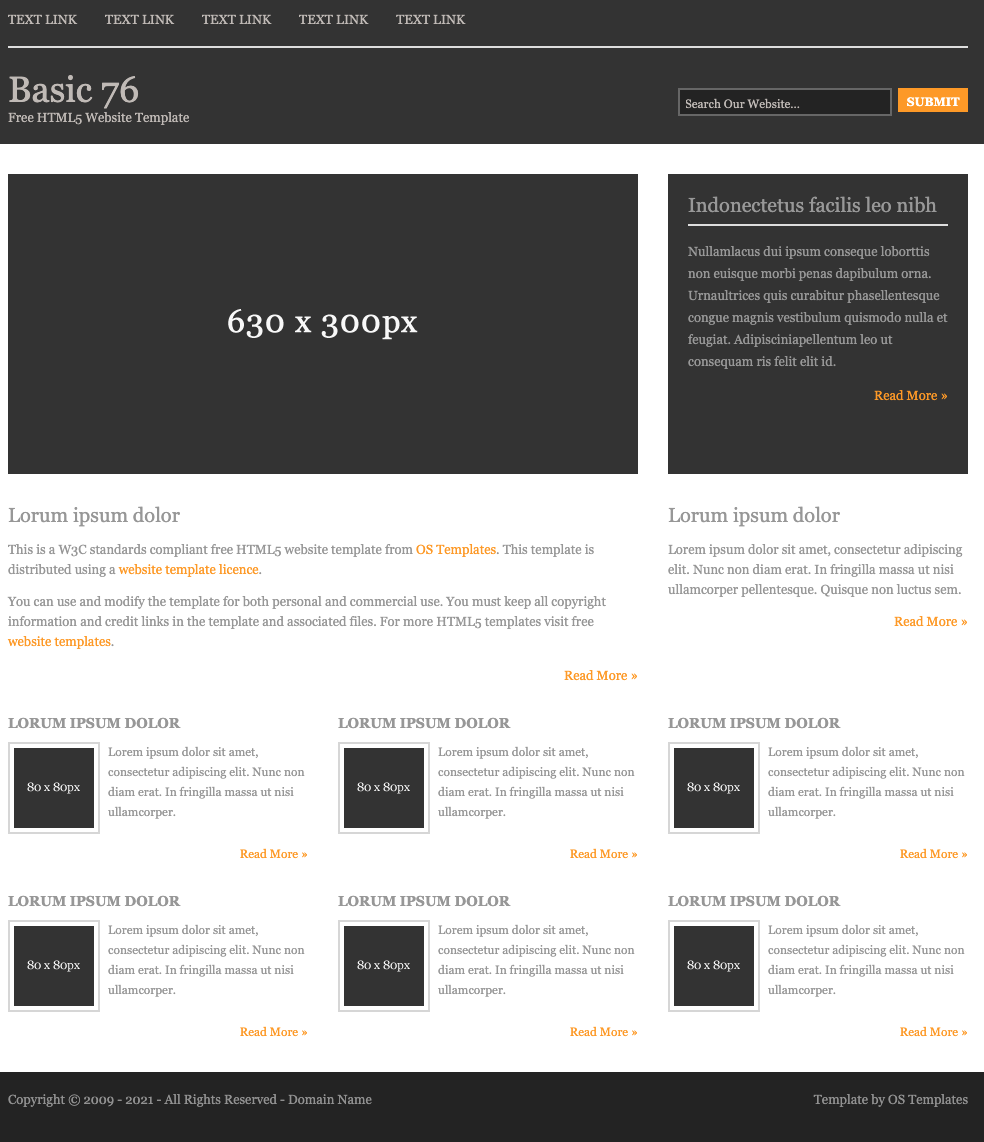 TEXT LINK TEXT LINK TEXT LINK TEXT LINK TEXT LINK
Basic 76
Free HTML5 Website Template
Search Our Website...
SUBMIT
630 x 300px
Indonectetus facilis leo nibh
Nullamlacus dui ipsum conseque loborttis
non euisque morbi penas dapibulum orna.
Urnaultrices quis curabitur phasellentesque
congue magnis vestibulum quismodo nulla et
feugiat. Adipisciniapellentum leo ut
consequam ris felit elit id.
Read More »
Lorum ipsum dolor
This is a W3C standards compliant free HTML5 website template from OS Templates. This template is
distributed using a website template licence.
You can use and modify the template for both personal and commercial use. You must keep all copyright
information and credit links in the template and associated files. For more HTML5 templates visit free
website templates.
Read More »
Lorum ipsum dolor
Lorem ipsum dolor sit amet, consectetur adipiscing
elit. Nunc non diam erat. In fringilla massa ut nisi
ullamcorper pellentesque. Quisque non luctus sem.
Read More »
LORUM IPSUM DOLOR
80 x 80px
Lorem ipsum dolor sit amet,
consectetur adipiscing elit. Nunc non
diam erat. In fringilla massa ut nisi
ullamcorper.
Read More »
LORUM IPSUM DOLOR
80 x 80px
Lorem ipsum dolor sit amet,
consectetur adipiscing elit. Nunc non
diam erat. In fringilla massa ut nisi
ullamcorper.
Read More »
LORUM IPSUM DOLOR
80 x 80px
Lorem ipsum dolor sit amet,
consectetur adipiscing elit. Nunc non
diam erat. In fringilla massa ut nisi
ullamcorper.
Read More »
LORUM IPSUM DOLOR
80 x 80px
Lorem ipsum dolor sit amet,
consectetur adipiscing elit. Nunc non
diam erat. In fringilla massa ut nisi
ullamcorper.
Read More »
LORUM IPSUM DOLOR
80 x 80px
Lorem ipsum dolor sit amet,
consectetur adipiscing elit. Nunc non
diam erat. In fringilla massa ut nisi
ullamcorper.
Read More »
LORUM IPSUM DOLOR
80 x 80px
Lorem ipsum dolor sit amet,
consectetur adipiscing elit. Nunc non
diam erat. In fringilla massa ut nisi
ullamcorper.
Read More »
Copyright © 2009 - 2021 - All Rights Reserved - Domain Name
Template by OS Templates